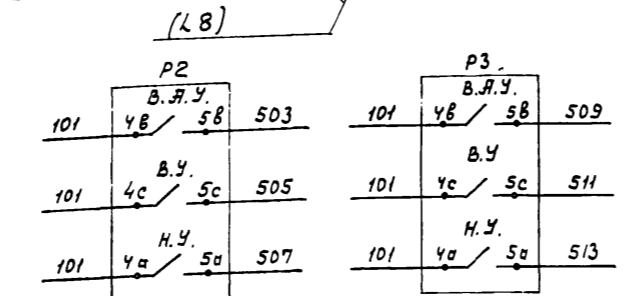 (L8)
P2 P3.
В.А.У. В.А.У.
101 4в 5в 503 101 4в 5в 509
В.У. В.У
101 4с 5с 505 101 4с 5с 511
Н.У. Н.У.
101 4а 5а 507 101 4а 5а 513